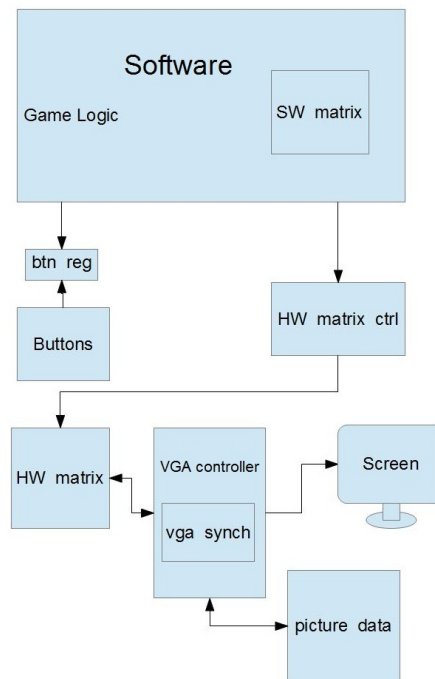 Software
Game Logic
SW matrix
btn reg
Buttons
HW matrix ctrl
HW matrix
VGA controller
vga synch
Screen
picture data